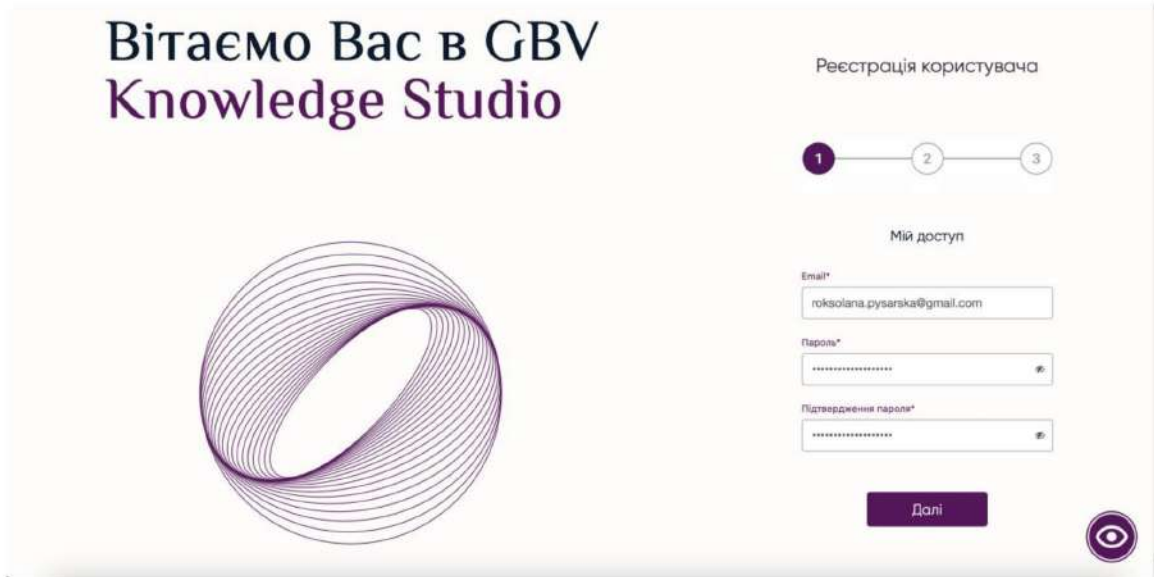 Вітаємо Вас в GBV
Knowledge Studio
Реєстрація користувача
1
2
3
Мій доступ
Email*
roksolana.pysarska@gmail.com
Пароль*
Підтвердження пароля*
Далі